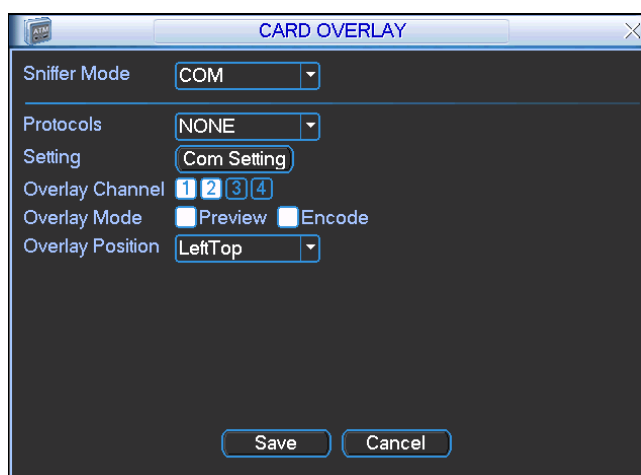 ATM CARD OVERLAY
Sniffer Mode COM
Protocols NONE
Setting Com Setting
Overlay Channel 1 2 3 4
Overlay Mode Preview Encode
Overlay Position LeftTop
Save Cancel